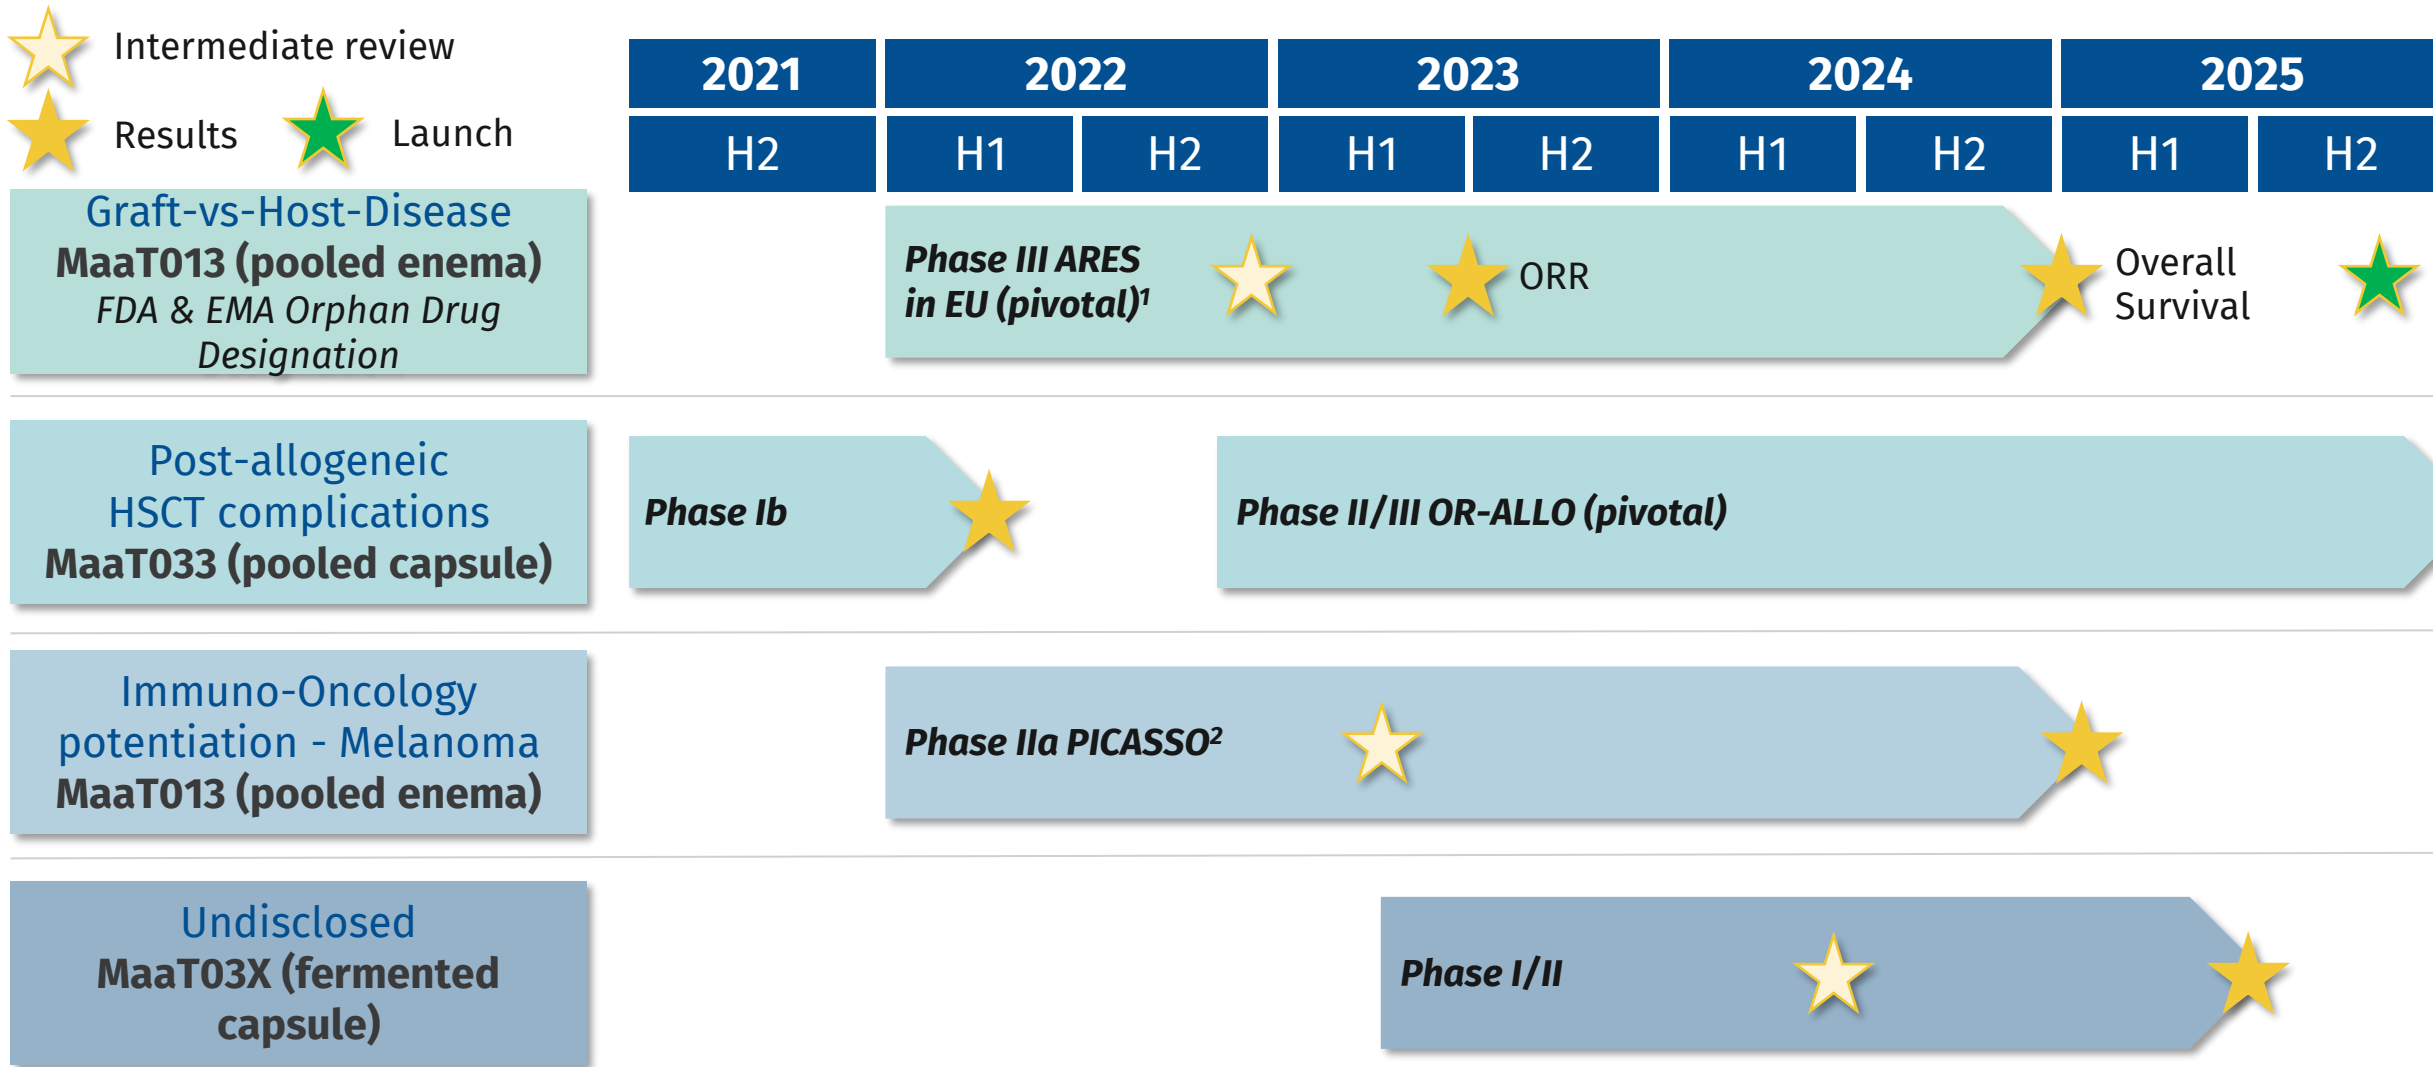 Intermediate review
Results
Launch
2021
2022
2023
2024
2025
H2
H1
H2
H1
H2
H1
H2
H1
H2
Graft-vs-Host-Disease
MaaT013 (pooled enema)
FDA & EMA Orphan Drug
Designation
Phase III ARES
in EU (pivotal)¹
ORR
Overall
Survival
Post-allogeneic
HSCT complications
MaaT033 (pooled capsule)
Phase Ib
Phase II/III OR-ALLO (pivotal)
Immuno-Oncology
potentiation - Melanoma
MaaT013 (pooled enema)
Phase IIa PICASSO²
Undisclosed
MaaT03X (fermented
capsule)
Phase I/II